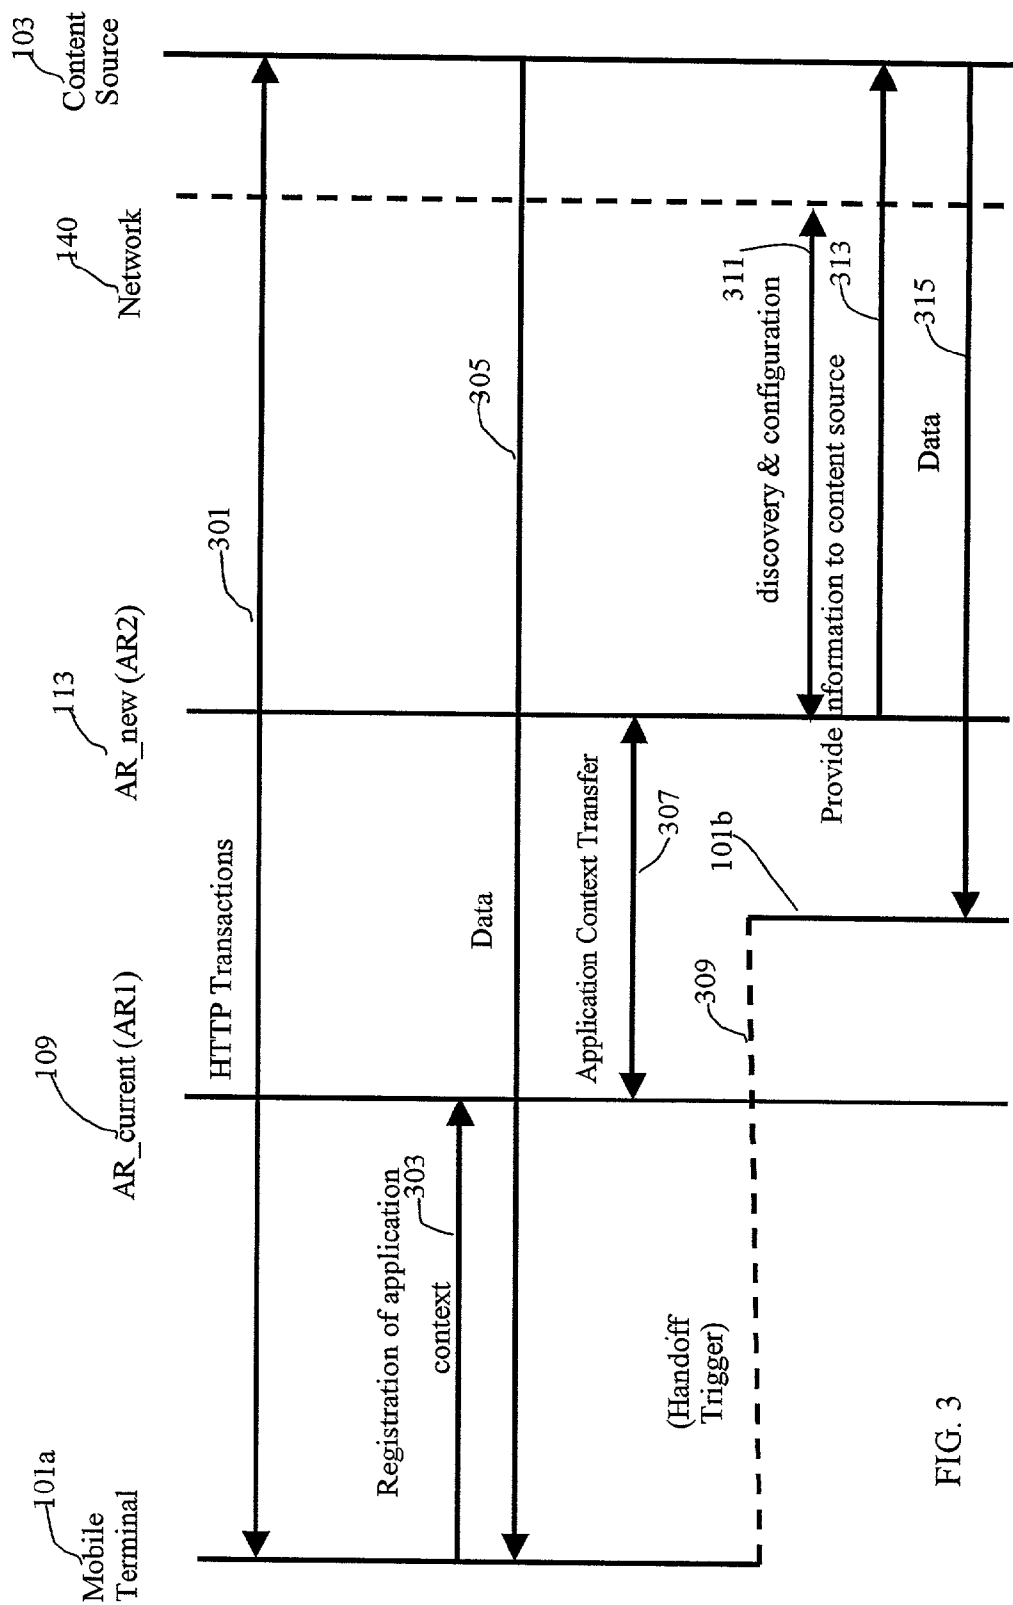 101a
Mobile
Terminal
109
AR_current (AR1)
113
AR_new (AR2)
140
Network
103
Content
Source
HTTP Transactions
301
Registration of application
303
context
Data
305
Application Context Transfer
307
(Handoff
Trigger)
309
101b
discovery & configuration
311
Provide information to content source
313
Data
315
FIG. 3